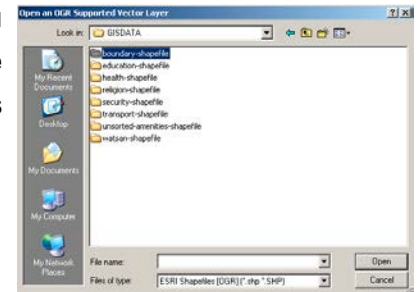 Open an OGR Supported Vector Layer
Look in: GISDATA
boundary-shapefile
education-shapefile
health-shapefile
religion-shapefile
security-shapefile
transport-shapefile
unsorted-amenities-shapefile
watsan-shapefile
My Recent
Documents
Desktop
My Documents
My Computer
My Network
Places
File name:
Open
Files of type: ESRI Shapefiles [OGR] (*.shp *.SHP)
Cancel